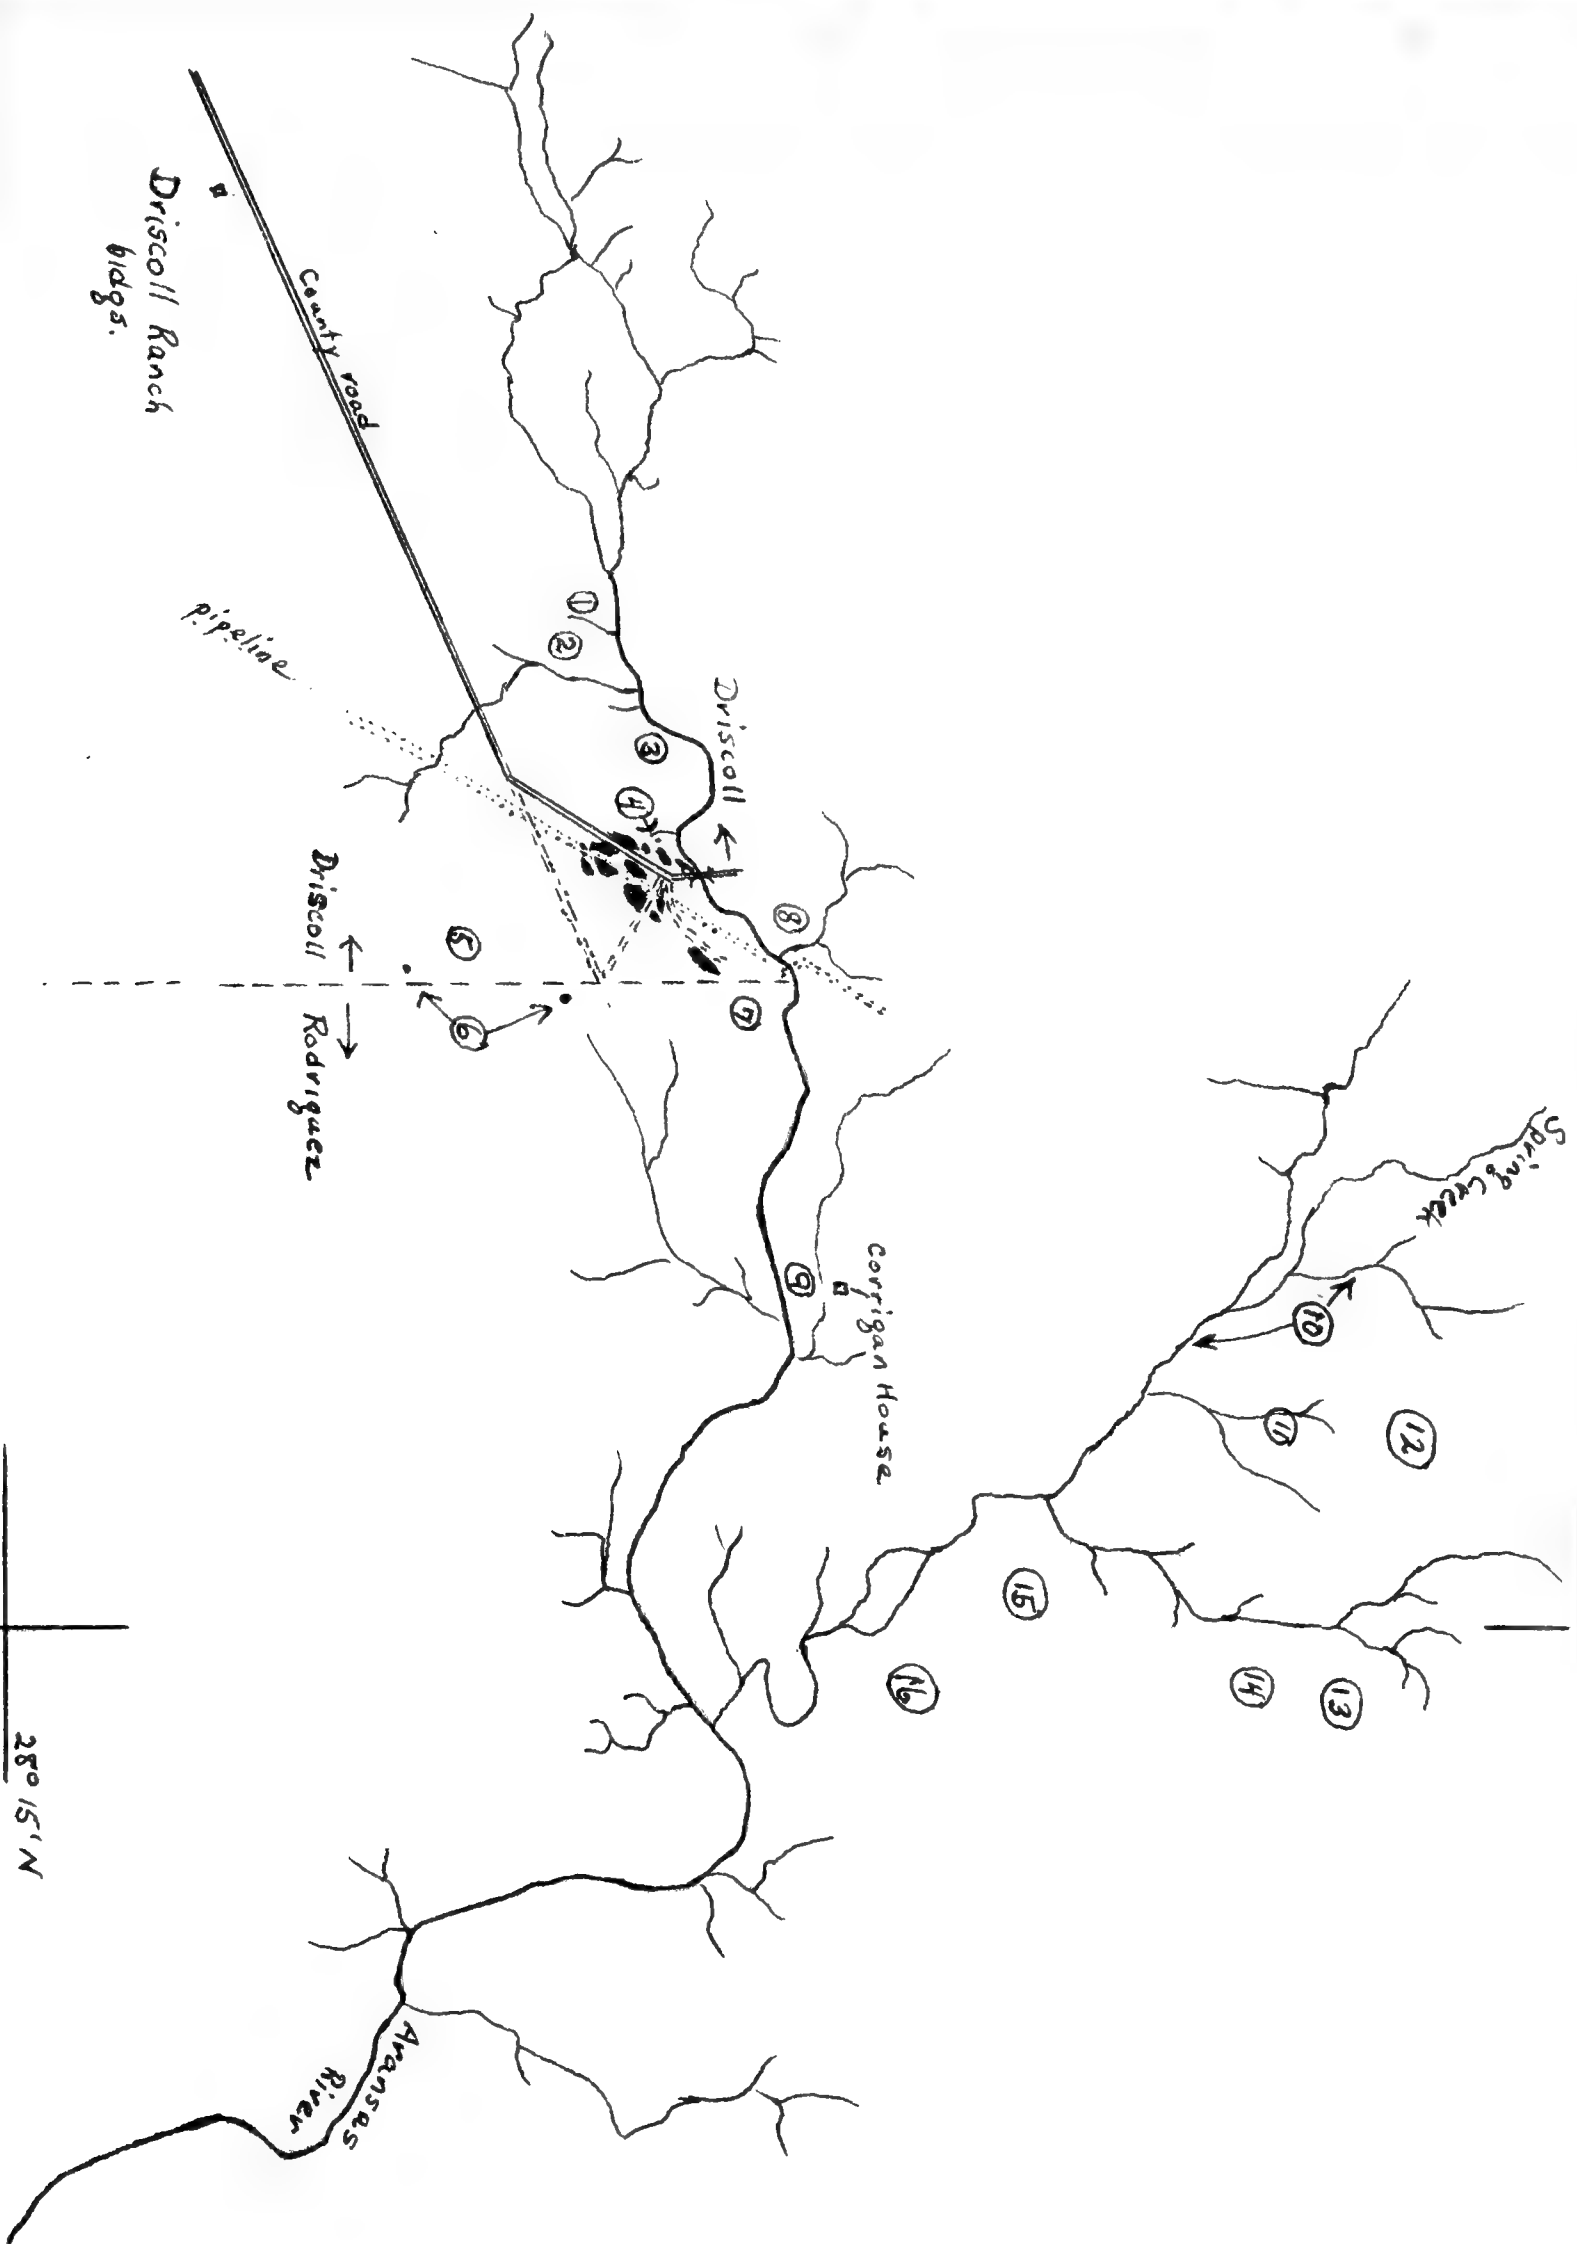 Spring Creek
10
12
11
13
14
15
16
Corrigan House
9
8
Driscoll
7
1
2
3
4
5
6
County road
pipeline
Driscoll
Rodriguez
Driscoll Ranch
bldgs.
Aransas
River
28° 15' N